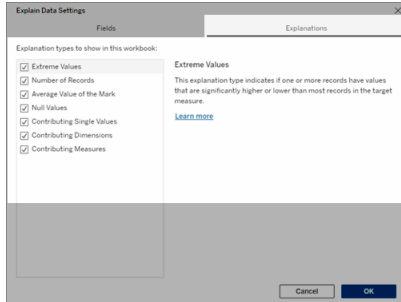 Explain Data Settings
Fields
Explanations
Explanation types to show in this workbook:
Extreme Values
Number of Records
Average Value of the Mark
Null Values
Contributing Single Values
Contributing Dimensions
Contributing Measures
Extreme Values
This explanation type indicates if one or more records have values
that are significantly higher or lower than most records in the target
measure.
Learn more
Cancel
OK